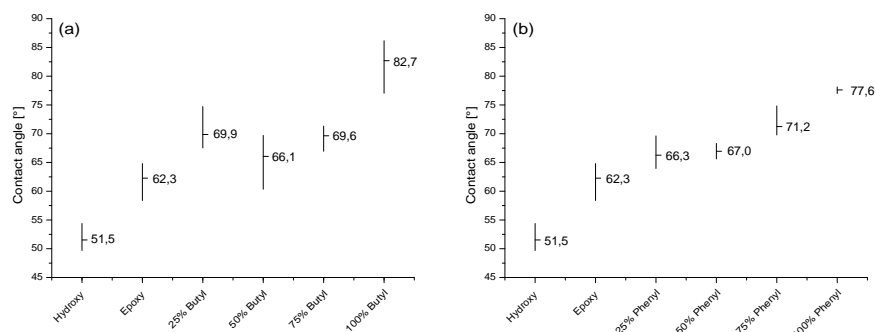 (a)
Contact angle [°]
90
85
80
75
70
65
60
55
50
45
51,5
62,3
69,9
66,1
69,6
82,7
Hydroxy
Epoxy
25% Butyl
50% Butyl
75% Butyl
100% Butyl
(b)
Contact angle [°]
90
85
80
75
70
65
60
55
50
45
51,5
62,3
66,3
67,0
71,2
77,6
Hydroxy
Epoxy
25% Phenyl
50% Phenyl
75% Phenyl
00% Phenyl